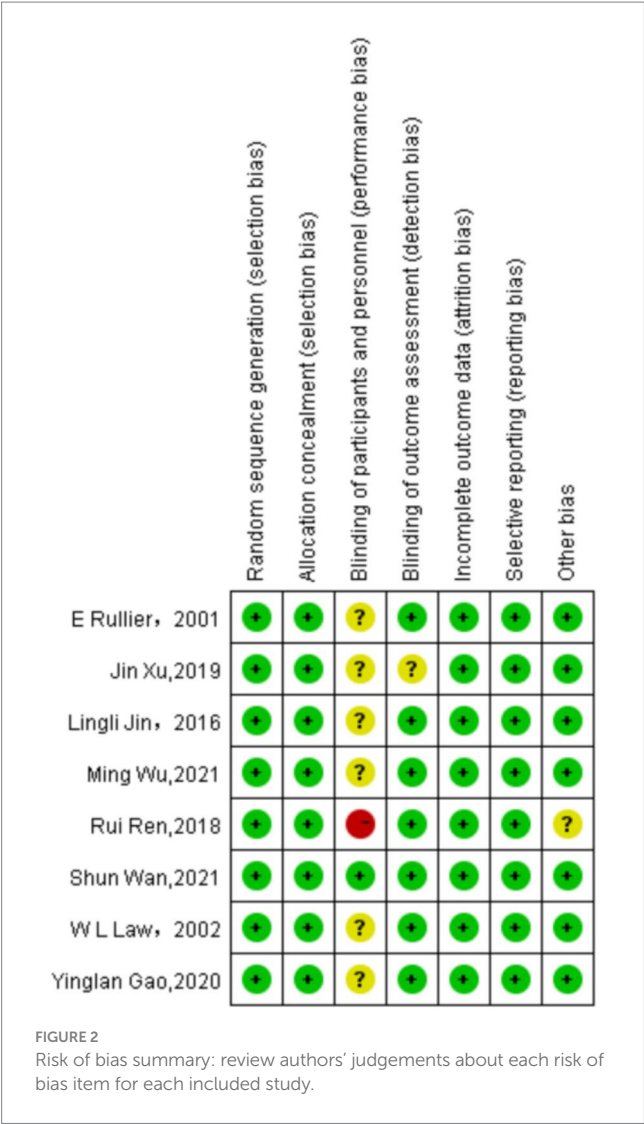 Random sequence generation (selection bias)
Allocation concealment (selection bias)
Blinding of participants and personnel (performance bias)
Blinding of outcome assessment (detection bias)
Incomplete outcome data (attrition bias)
Selective reporting (reporting bias)
Other bias
E Rullier，2001 + + ? + + + +
Jin Xu,2019 + + ? ? + + +
Lingli Jin，2016 + + ? + + + +
Ming Wu,2021 + + ? + + + +
Rui Ren,2018 + + - + + + ?
Shun Wan,2021 + + + + + + +
W L Law，2002 + + ? + + + +
Yinglan Gao,2020 + + ? + + + +
FIGURE 2
Risk of bias summary: review authors’ judgements about each risk of
bias item for each included study.